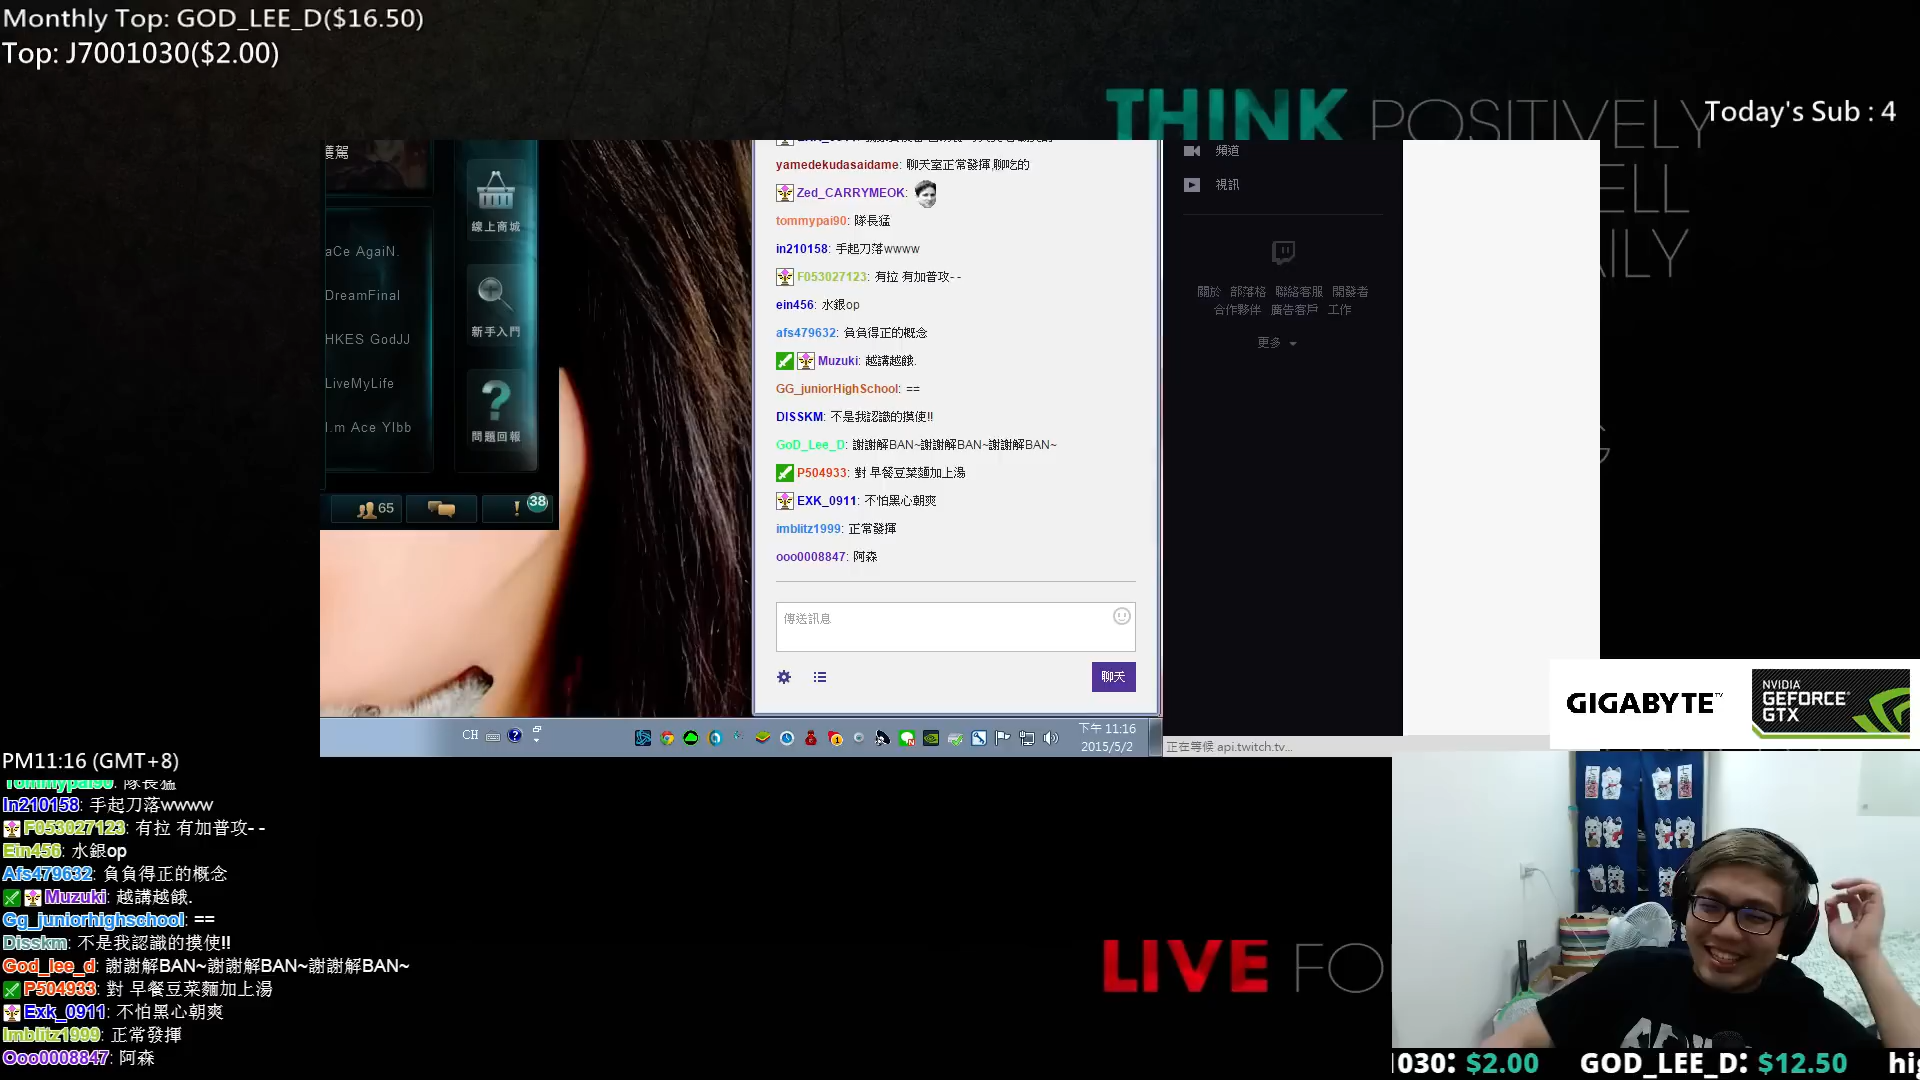 Monthly Top: GOD_LEE_D($16.50)
Top: J7001030($2.00)
THINK POSITIVELY
Today's Sub : 4
ELL
AILY
護駕
線上商城
aCe AgaiN.
DreamFinal
新手入門
HKES GodJJ
LiveMyLife
I.m Ace YIbb
問題回報
65
38
yamedekudasaidame: 聊天室正常發揮,聊吃的
Zed_CARRYMEOK:
tommypai90: 隊長猛
in210158: 手起刀落wwww
F053027123: 有拉 有加普攻- -
ein456: 水銀op
afs479632: 負負得正的概念
Muzuki: 越講越餓.
GG_juniorHighSchool: ==
DISSKM: 不是我認識的摸使!!
GoD_Lee_D: 謝謝解BAN~謝謝解BAN~謝謝解BAN~
P504933: 對 早餐豆菜麵加上湯
EXK_0911: 不怕黑心朝爽
imblitz1999: 正常發揮
ooo0008847: 阿森
傳送訊息
聊天
頻道
視訊
關於 部落格 聯絡客服 開發者
合作夥伴 廣告客戶 工作
更多
CH
下午 11:16
2015/5/2
正在等候 api.twitch.tv...
GIGABYTE™
NVIDIA
GEFORCE
GTX
PM11:16 (GMT+8)
Tommypai90: 隊長猛
In210158: 手起刀落wwww
F053027123: 有拉 有加普攻- -
Ein456: 水銀op
Afs479632: 負負得正的概念
Muzuki: 越講越餓.
Gg_juniorhighschool: ==
Disskm: 不是我認識的摸使!!
God_lee_d: 謝謝解BAN~謝謝解BAN~謝謝解BAN~
P504933: 對 早餐豆菜麵加上湯
Exk_0911: 不怕黑心朝爽
Imblitz1999: 正常發揮
Ooo0008847: 阿森
LIVE FO
030: $2.00 GOD_LEE_D: $12.50 hi